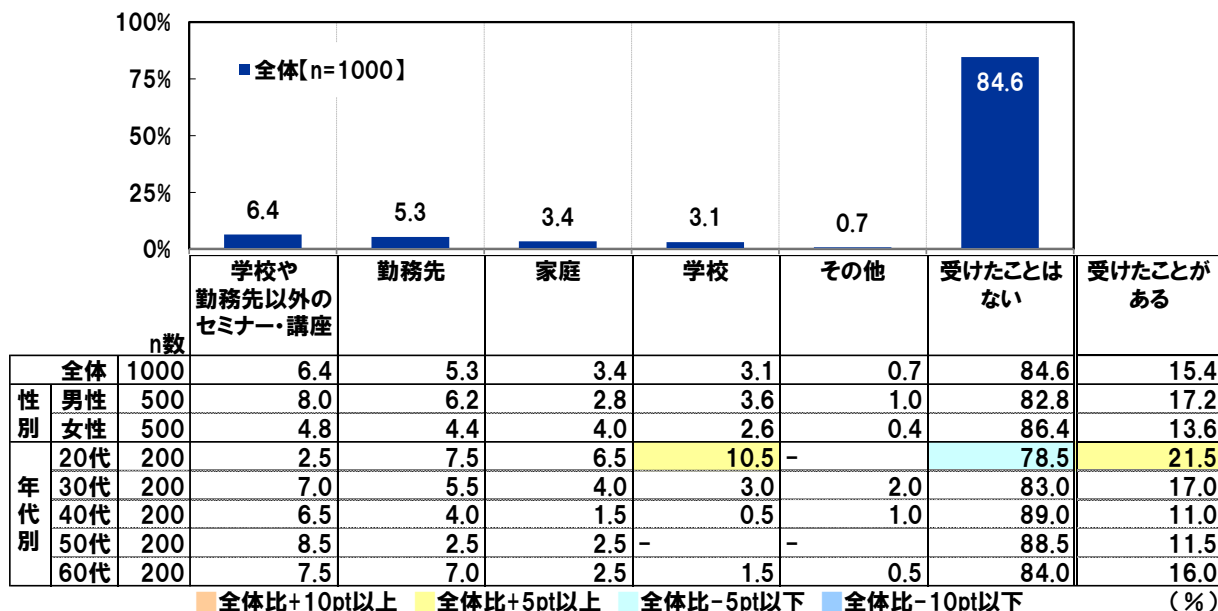 100%
75%
50%
25%
0%
■全体【n=1000】
6.4
5.3
3.4
3.1
0.7
84.6
n数
学校や
勤務先以外の
セミナー・講座
勤務先
家庭
学校
その他
受けたことは
ない
受けたことが
ある
全体 1000 6.4 5.3 3.4 3.1 0.7 84.6 15.4
性別
男性 500 8.0 6.2 2.8 3.6 1.0 82.8 17.2
女性 500 4.8 4.4 4.0 2.6 0.4 86.4 13.6
年代別
20代 200 2.5 7.5 6.5 10.5 - 78.5 21.5
30代 200 7.0 5.5 4.0 3.0 2.0 83.0 17.0
40代 200 6.5 4.0 1.5 0.5 1.0 89.0 11.0
50代 200 8.5 2.5 2.5 - - 88.5 11.5
60代 200 7.5 7.0 2.5 1.5 0.5 84.0 16.0
■全体比+10pt以上 ■全体比+5pt以上 ■全体比-5pt以下 ■全体比-10pt以下 (%)